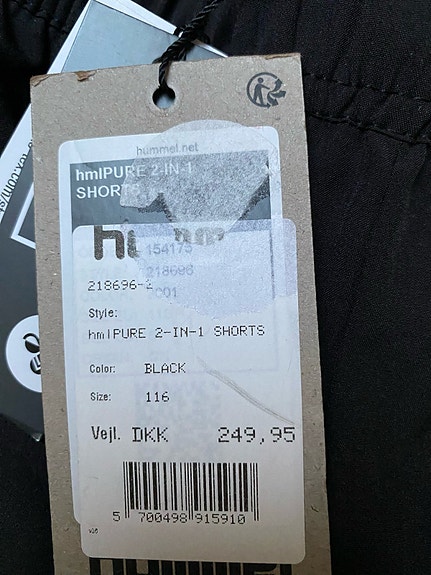 hummel.net
hmlPURE 2-IN-1
SHORTS
154175
218696
218696-2
Style:
hmlPURE 2-IN-1 SHORTS
Color: BLACK
Size: 116
Vejl. DKK 249,95
5 700498 915910